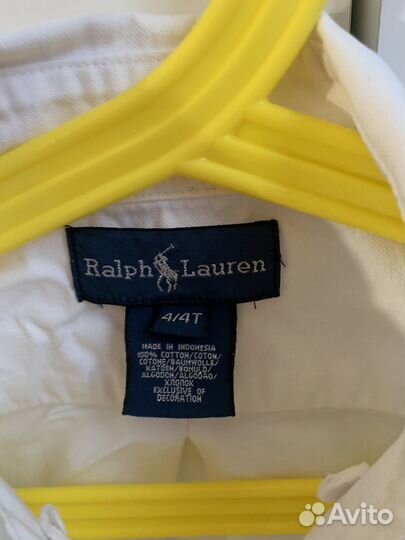 Ralph Lauren
4/4T
MADE IN INDONESIA
100% COTTON/COTON/
COTONE/BAUMWOLLE/
KATOEN/BOMULD/
ALGODON/ALGODAO/
ХЛОПОК
EXCLUSIVE OF
DECORATION
Avito